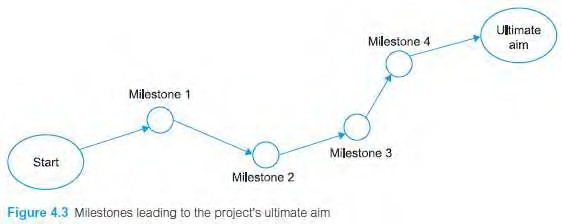 Ultimate
aim
Milestone 4
Milestone 1
Milestone 3
Start
Milestone 2
Figure 4.3 Milestones leading to the project's ultimate aim